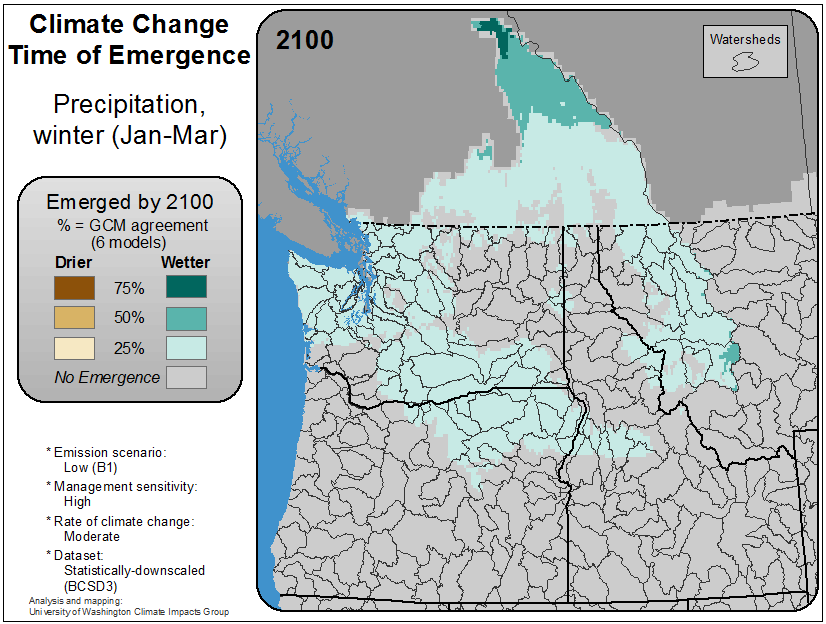 Climate Change
Time of Emergence
Precipitation,
winter (Jan-Mar)
Emerged by 2100
% = GCM agreement
(6 models)
Drier Wetter
75%
50%
25%
No Emergence
* Emission scenario:
Low (B1)
* Management sensitivity:
High
* Rate of climate change:
Moderate
* Dataset:
Statistically-downscaled
(BCSD3)
Analysis and mapping:
University of Washington Climate Impacts Group
2100
Watersheds